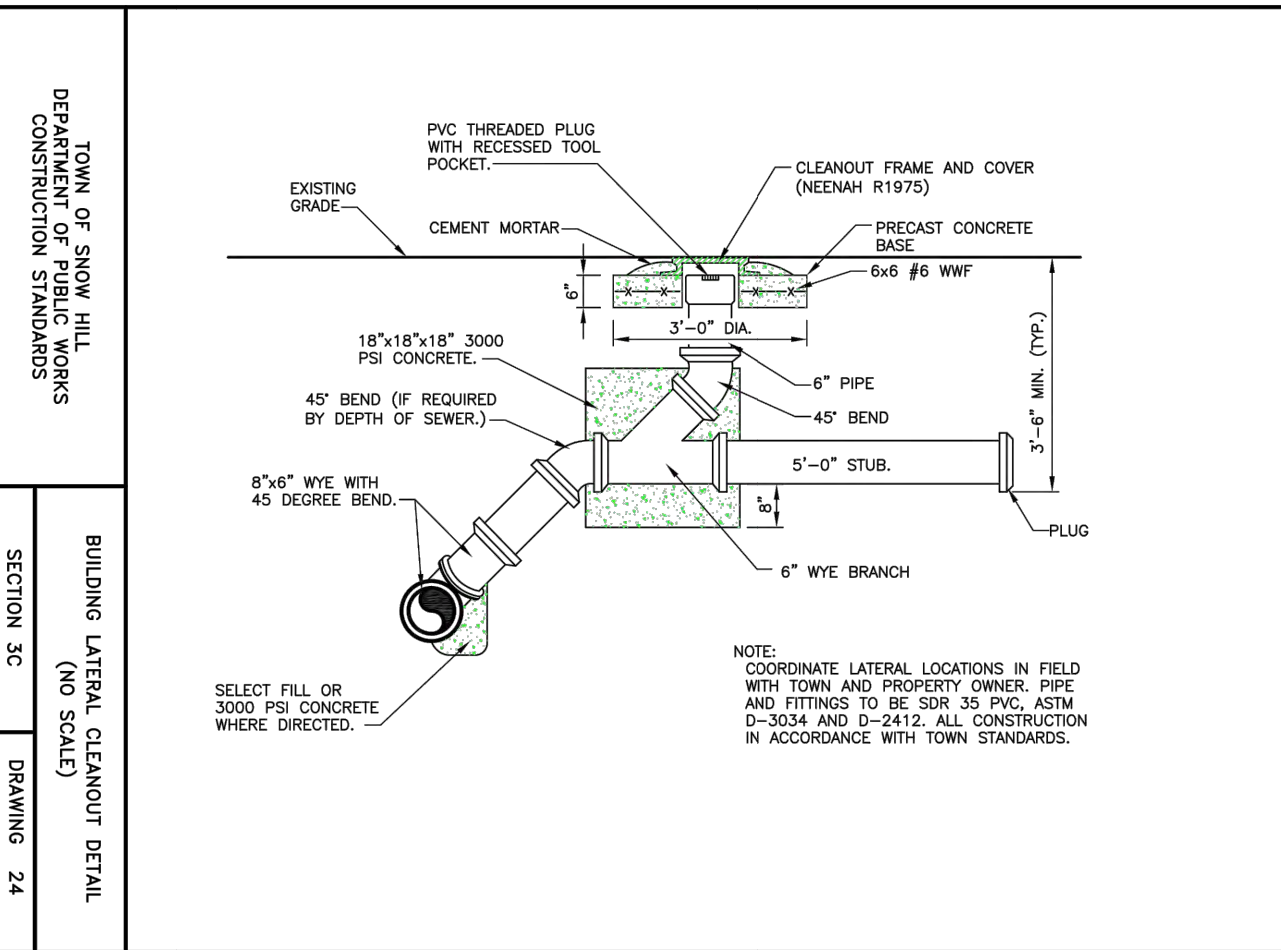 TOWN OF SNOW HILL
DEPARTMENT OF PUBLIC WORKS
CONSTRUCTION STANDARDS
BUILDING LATERAL CLEANOUT DETAIL
(NO SCALE)
SECTION 3C
DRAWING 24
PVC THREADED PLUG
WITH RECESSED TOOL
POCKET.
CLEANOUT FRAME AND COVER
(NEENAH R1975)
EXISTING
GRADE
CEMENT MORTAR
PRECAST CONCRETE
BASE
6x6 #6 WWF
6"
3'-0" DIA.
18"x18"x18" 3000
PSI CONCRETE.
6" PIPE
45° BEND
3'-6" MIN. (TYP.)
45° BEND (IF REQUIRED
BY DEPTH OF SEWER.)
5'-0" STUB.
8"x6" WYE WITH
45 DEGREE BEND.
8"
PLUG
6" WYE BRANCH
SELECT FILL OR
3000 PSI CONCRETE
WHERE DIRECTED.
NOTE:
COORDINATE LATERAL LOCATIONS IN FIELD
WITH TOWN AND PROPERTY OWNER. PIPE
AND FITTINGS TO BE SDR 35 PVC, ASTM
D-3034 AND D-2412. ALL CONSTRUCTION
IN ACCORDANCE WITH TOWN STANDARDS.